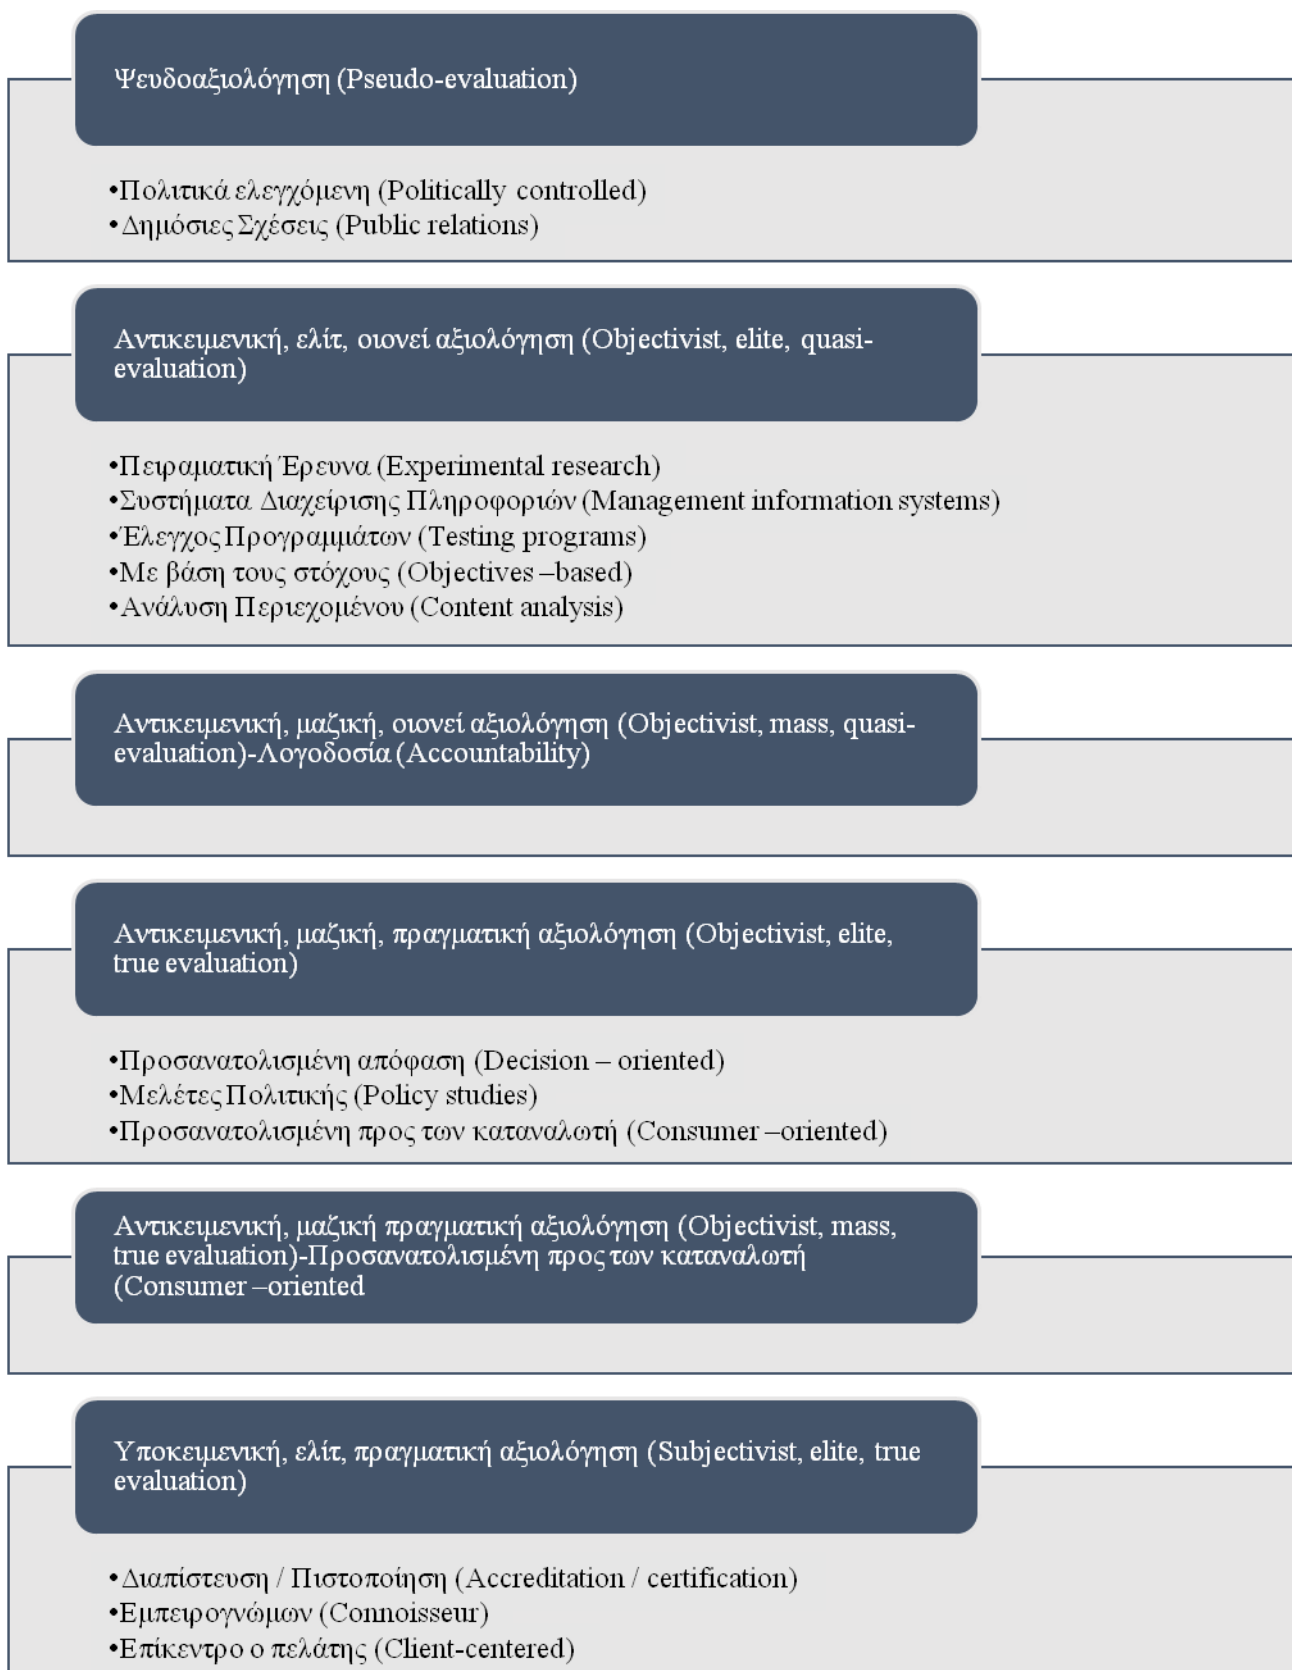 Ψευδοαξιολόγηση (Pseudo-evaluation)
•Πολιτικά ελεγχόμενη (Politically controlled)
•Δημόσιες Σχέσεις (Public relations)
Αντικειμενική, ελίτ, οιονεί αξιολόγηση (Objectivist, elite, quasi-
evaluation)
•Πειραματική Έρευνα (Experimental research)
•Συστήματα Διαχείρισης Πληροφοριών (Management information systems)
•Έλεγχος Προγραμμάτων (Testing programs)
•Με βάση τους στόχους (Objectives –based)
•Ανάλυση Περιεχομένου (Content analysis)
Αντικειμενική, μαζική, οιονεί αξιολόγηση (Objectivist, mass, quasi-
evaluation)-Λογοδοσία (Accountability)
Αντικειμενική, μαζική, πραγματική αξιολόγηση (Objectivist, elite,
true evaluation)
•Προσανατολισμένη απόφαση (Decision – oriented)
•Μελέτες Πολιτικής (Policy studies)
•Προσανατολισμένη προς των καταναλωτή (Consumer –oriented)
Αντικειμενική, μαζική πραγματική αξιολόγηση (Objectivist, mass,
true evaluation)-Προσανατολισμένη προς των καταναλωτή
(Consumer –oriented
Υποκειμενική, ελίτ, πραγματική αξιολόγηση (Subjectivist, elite, true
evaluation)
•Διαπίστευση / Πιστοποίηση (Accreditation / certification)
•Εμπειρογνώμων (Connoisseur)
•Επίκεντρο ο πελάτης (Client-centered)